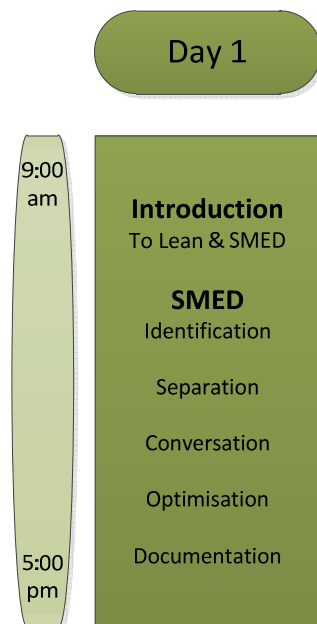 Day 1
9:00
am
Introduction
To Lean & SMED
SMED
Identification
Separation
Conversation
Optimisation
Documentation
5:00
pm